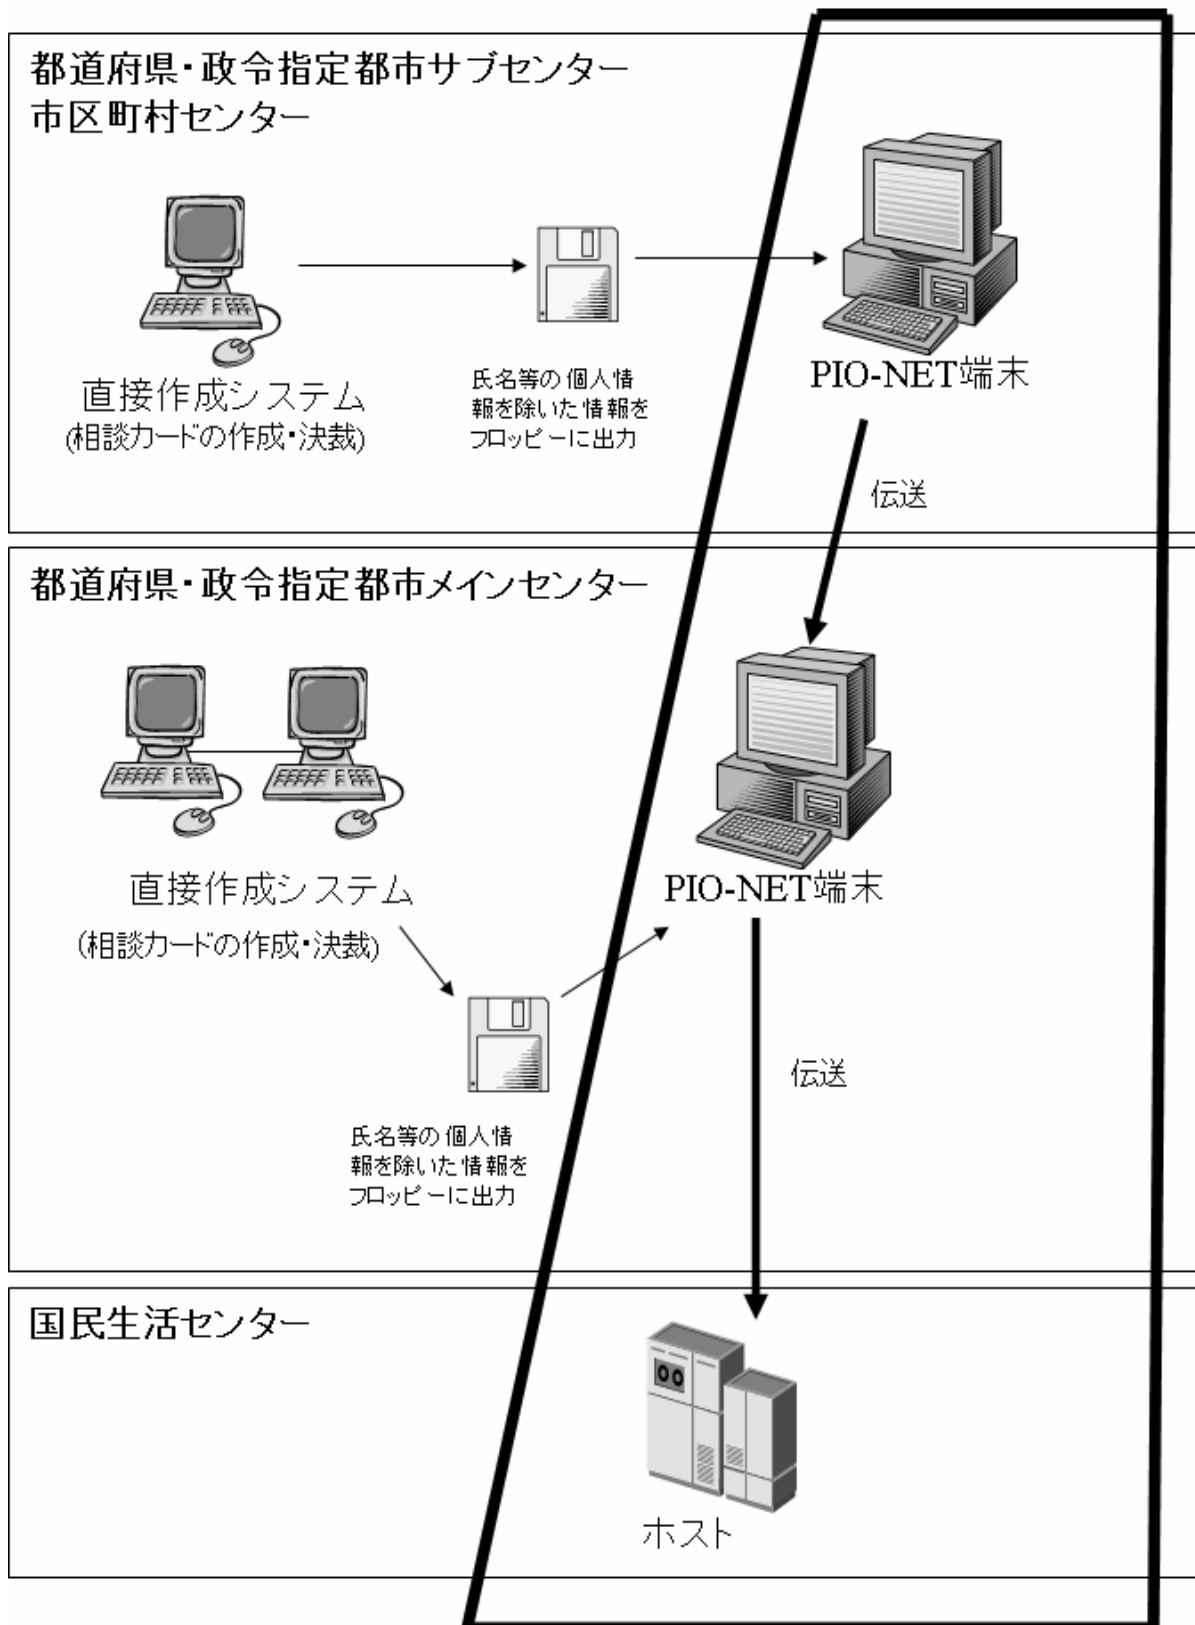 都道府県・政令指定都市サブセンター
市区町村センター
直接作成システム
(相談カードの作成・決裁)
氏名等の個人情
報を除いた情報を
フロッピーに出力
PIO-NET端末
伝送
都道府県・政令指定都市メインセンター
直接作成システム
(相談カードの作成・決裁)
PIO-NET端末
氏名等の個人情
報を除いた情報を
フロッピーに出力
伝送
国民生活センター
ホスト